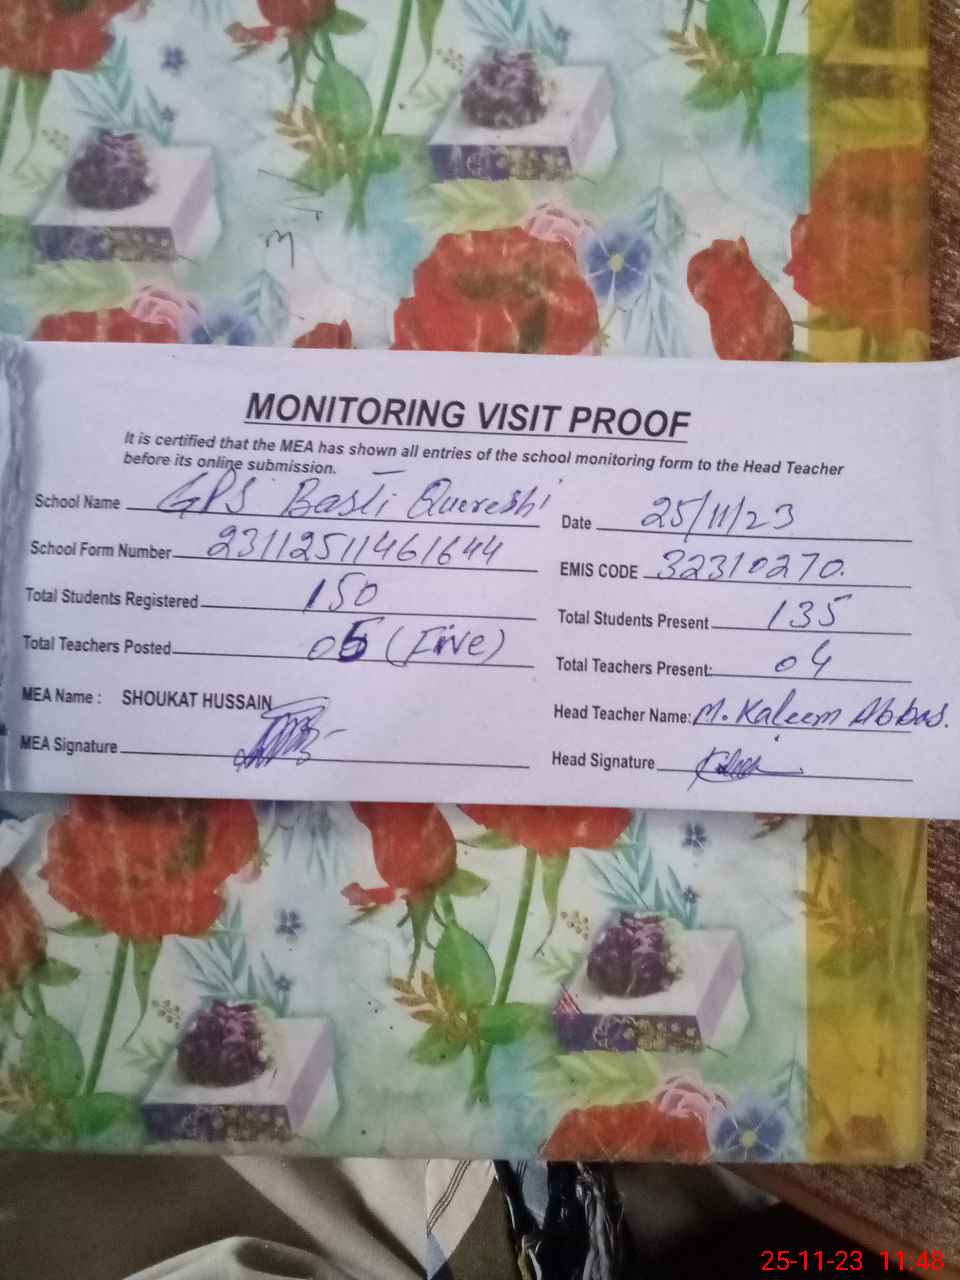 MONITORING VISIT PROOF
It is certified that the MEA has shown all entries of the school monitoring form to the Head Teacher
before its online submission.
School Name GPS Basti Quereshi
Date 25/11/23
School Form Number 231125111461644
EMIS CODE 32310270.
Total Students Registered 150
Total Students Present 135
Total Teachers Posted 05 (Five)
Total Teachers Present: 04
MEA Name : SHOUKAT HUSSAIN
Head Teacher Name: M. Kaleem Abbas.
MEA Signature
Head Signature
25-11-23 11:48